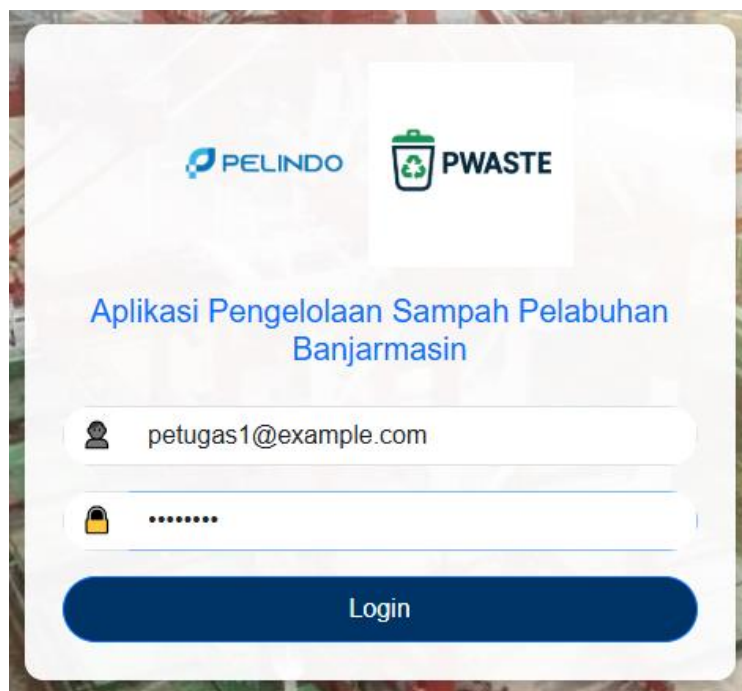 PELINDO
PWASTE
Aplikasi Pengelolaan Sampah Pelabuhan
Banjarmasin
petugas1@example.com
••••••••
Login